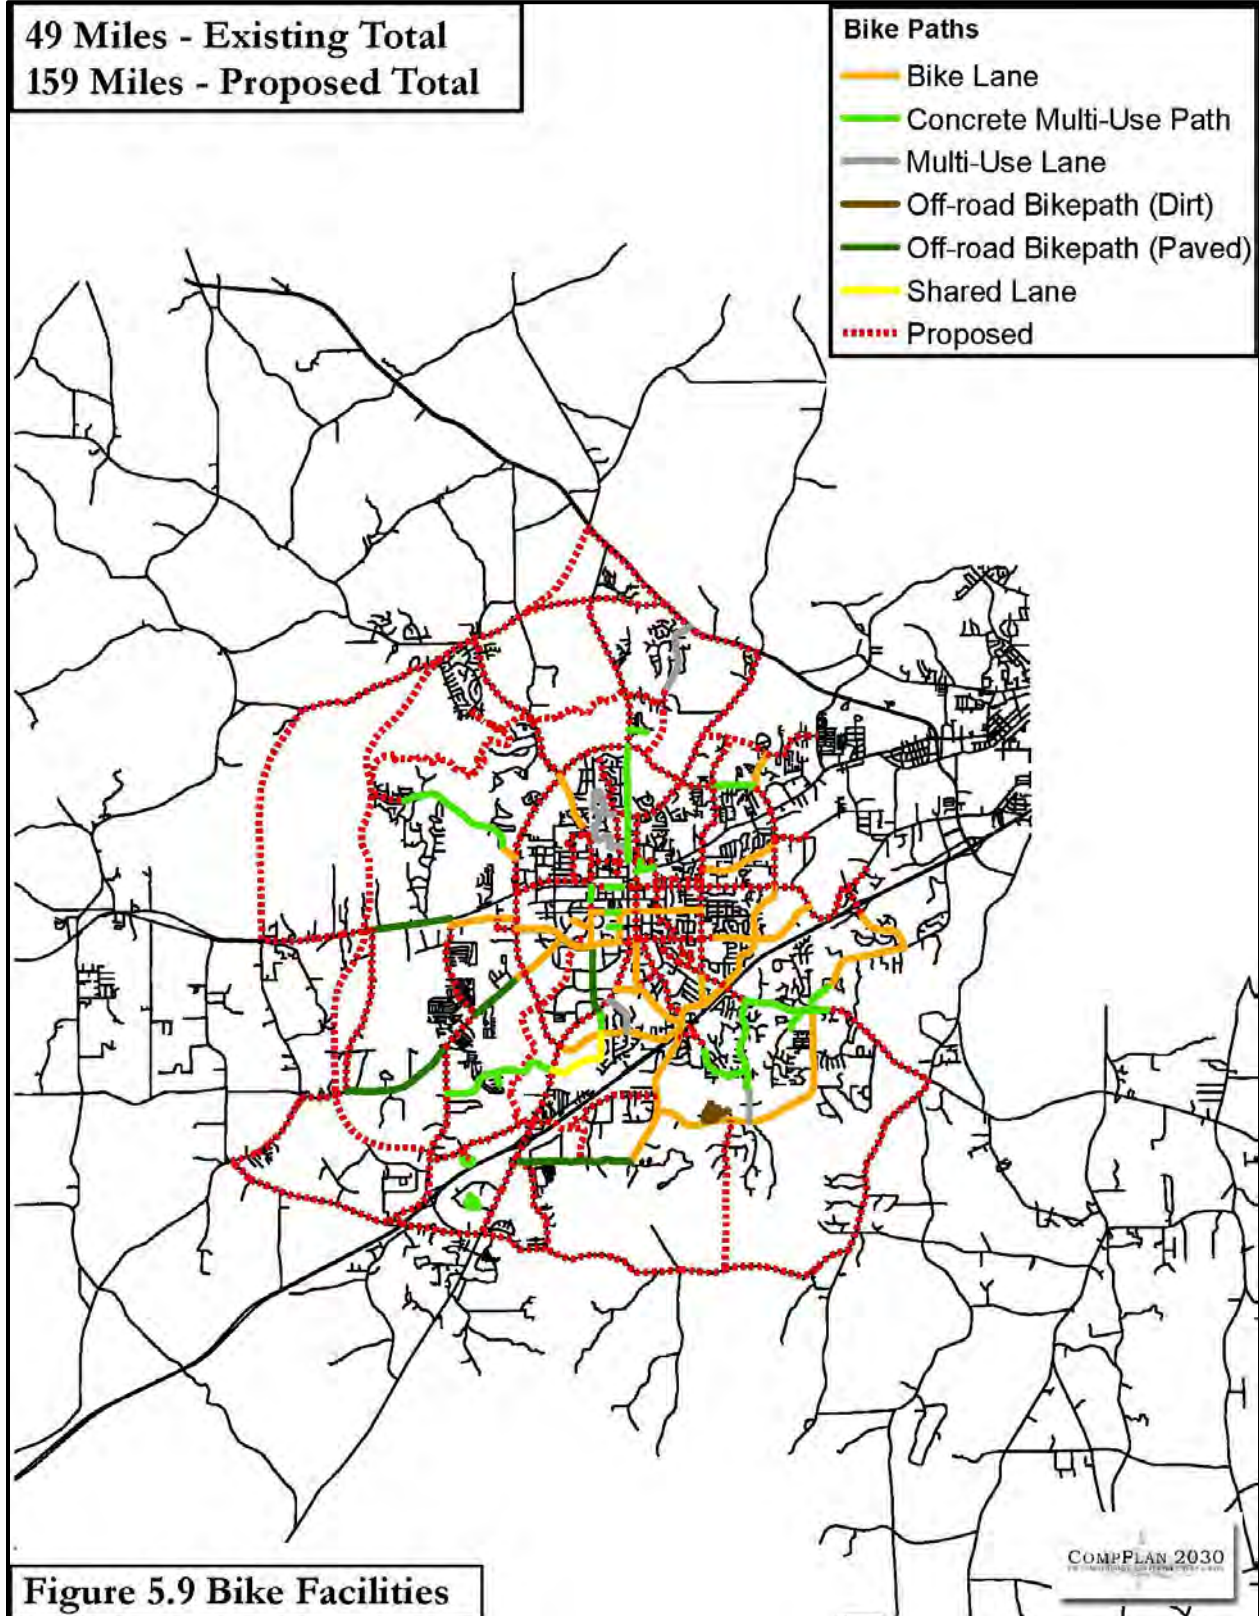 49 Miles - Existing Total
159 Miles - Proposed Total
Bike Paths
Bike Lane
Concrete Multi-Use Path
Multi-Use Lane
Off-road Bikepath (Dirt)
Off-road Bikepath (Paved)
Shared Lane
Proposed
COMPPLAN 2030
Figure 5.9 Bike Facilities